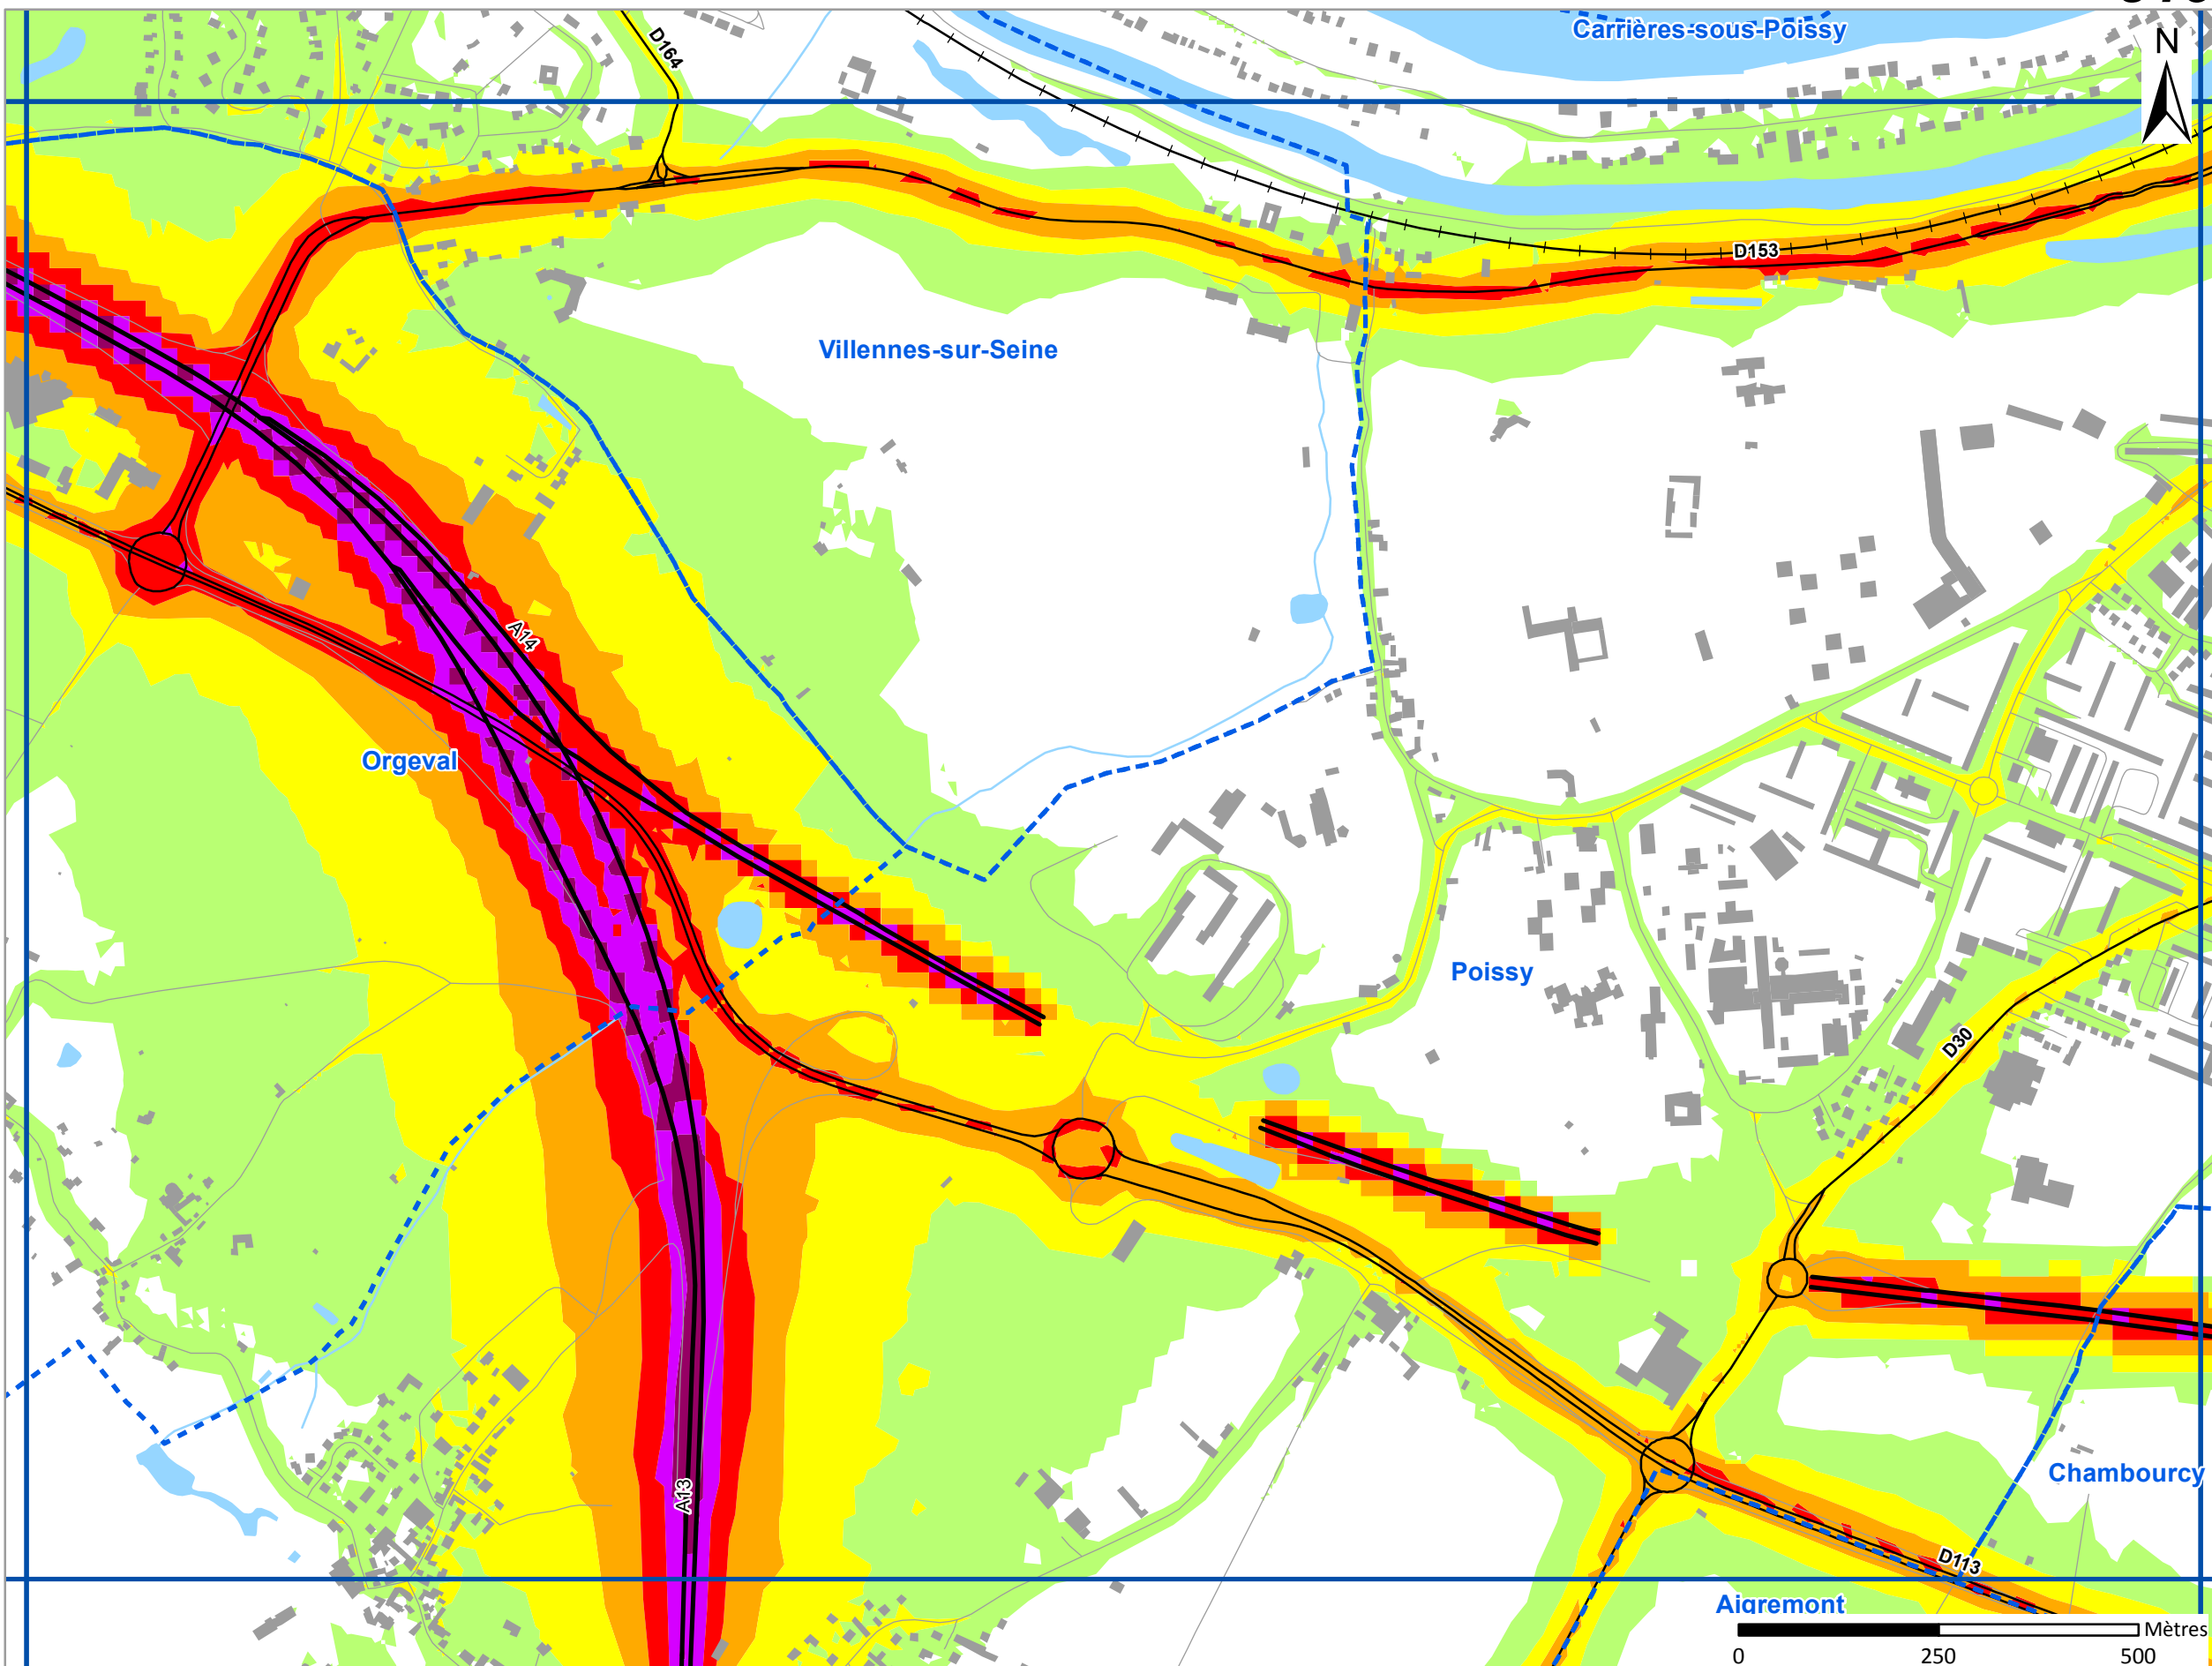 Carrières-sous-Poissy
N
D164
D153
Villennes-sur-Seine
A14
Orgeval
Poissy
D30
A13
Chambourcy
D113
Aigremont
Mètres
0 250 500